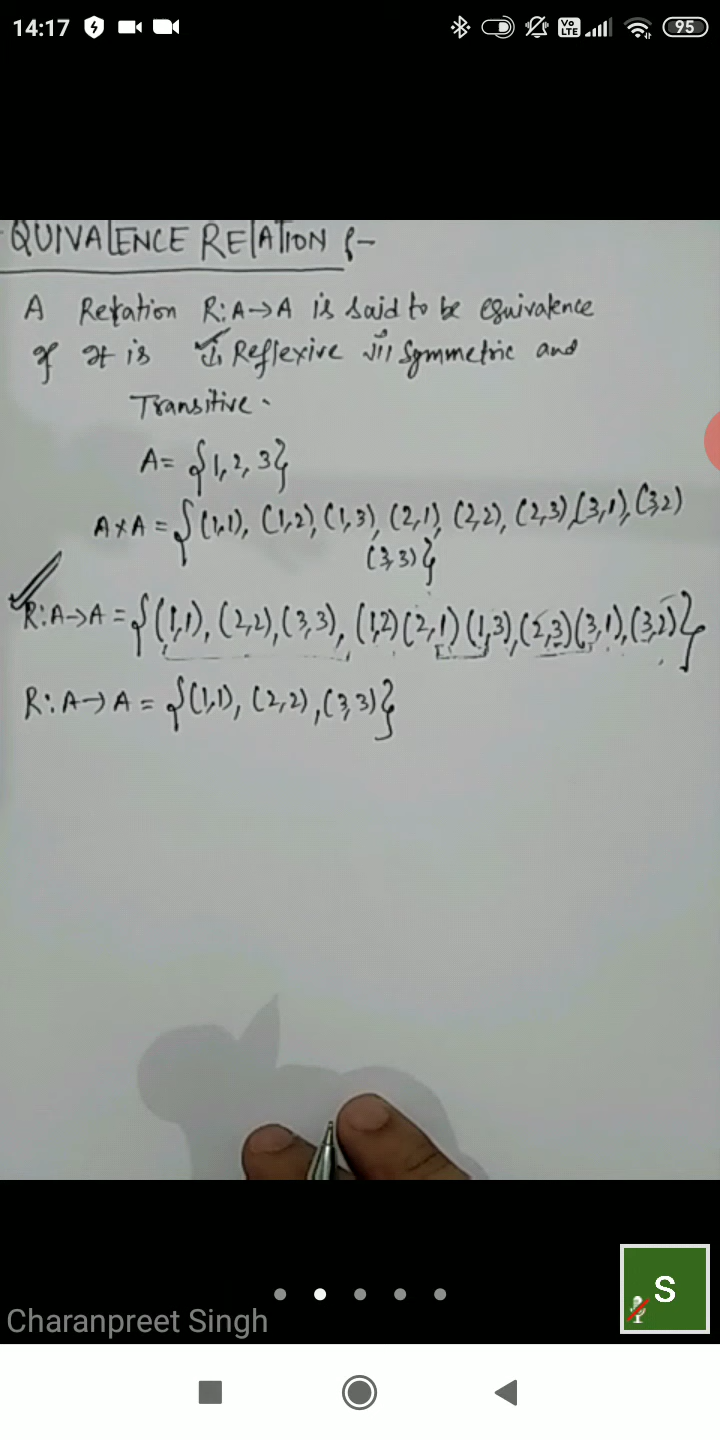 14:17 Vo LTE 95
QUIVALENCE RELATION :-
A Relation R: A→A is said to be equivalence
if it is i) Reflexive ii) Symmetric and
Transitive.
A = {1, 2, 3}
A×A = {(1,1), (1,2), (1,3), (2,1), (2,2), (2,3), (3,1), (3,2)
(3,3)}
R: A→A = {(1,1), (2,2), (3,3), (1,2) (2,1) (1,3), (2,3) (3,1), (3,2)}
R: A→A = {(1,1), (2,2), (3,3)}
S
Charanpreet Singh